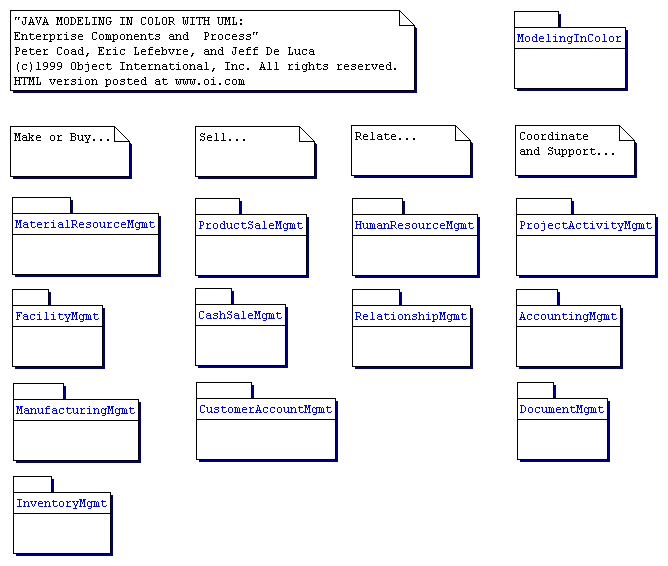 "JAVA MODELING IN COLOR WITH UML:
Enterprise Components and  Process"
Peter Coad, Eric Lefebvre, and Jeff De Luca
(c)1999 Object International, Inc. All rights reserved.
HTML version posted at www.oi.com
ModelingInColor
Make or Buy...
Sell...
Relate...
Coordinate
and Support...
MaterialResourceMgmt
ProductSaleMgmt
HumanResourceMgmt
ProjectActivityMgmt
FacilityMgmt
CashSaleMgmt
RelationshipMgmt
AccountingMgmt
ManufacturingMgmt
CustomerAccountMgmt
DocumentMgmt
InventoryMgmt